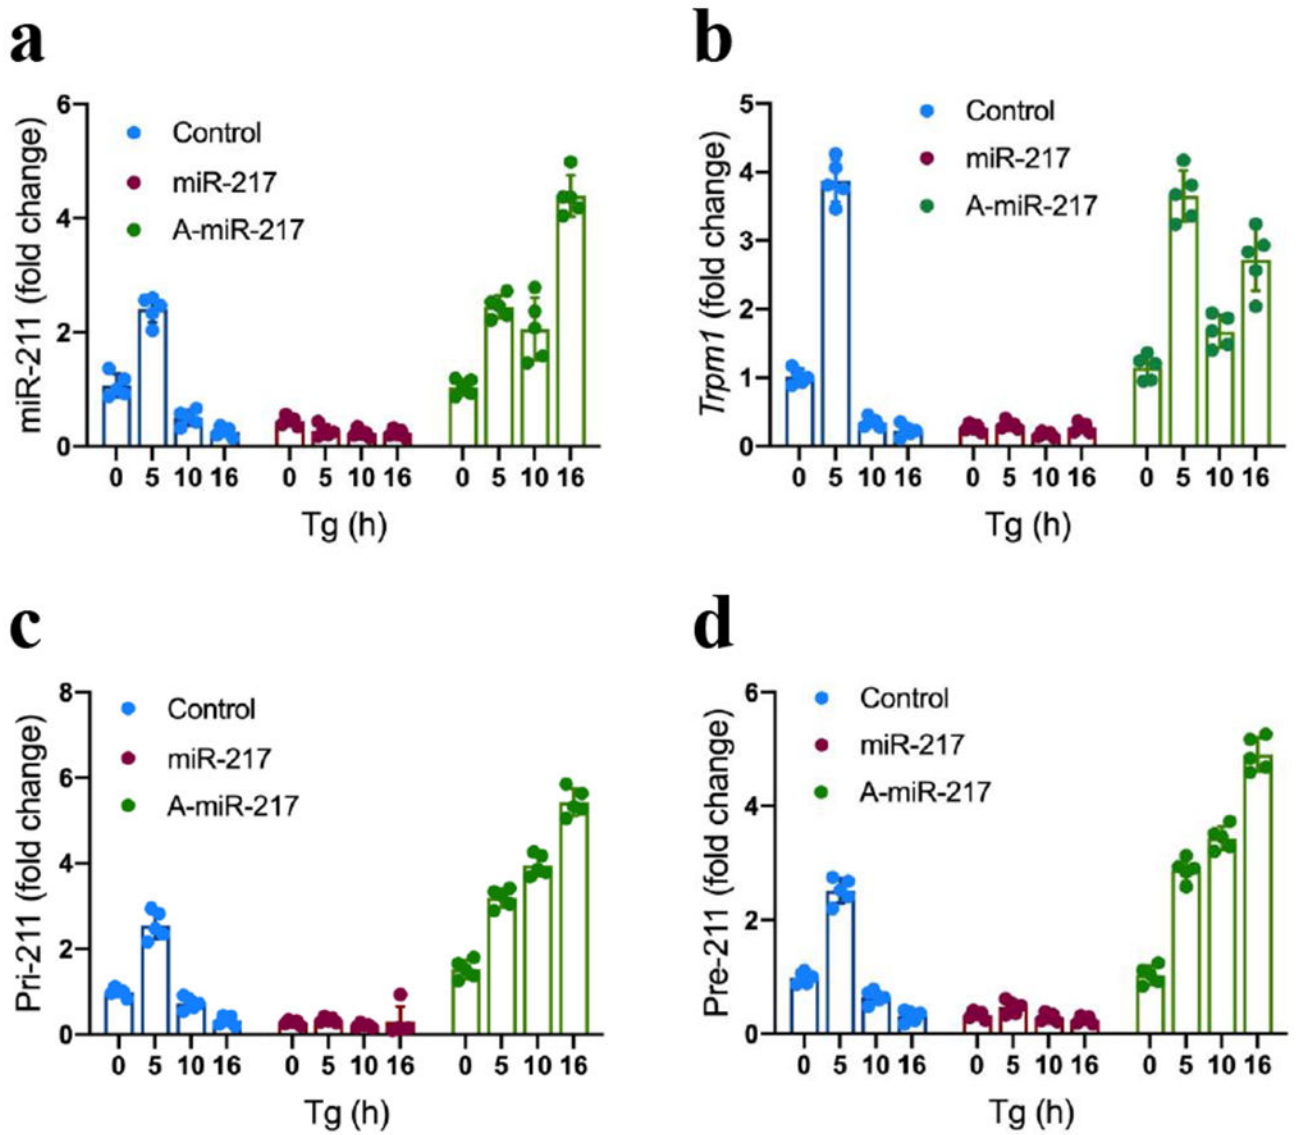 a
miR-211 (fold change)
6
4
2
0
Control
miR-217
A-miR-217
0 5 10 16 0 5 10 16 0 5 10 16
Tg (h)
b
Trpm1 (fold change)
5
4
3
2
1
0
Control
miR-217
A-miR-217
0 5 10 16 0 5 10 16 0 5 10 16
Tg (h)
c
Pri-211 (fold change)
8
6
4
2
0
Control
miR-217
A-miR-217
0 5 10 16 0 5 10 16 0 5 10 16
Tg (h)
d
Pre-211 (fold change)
6
4
2
0
Control
miR-217
A-miR-217
0 5 10 16 0 5 10 16 0 5 10 16
Tg (h)